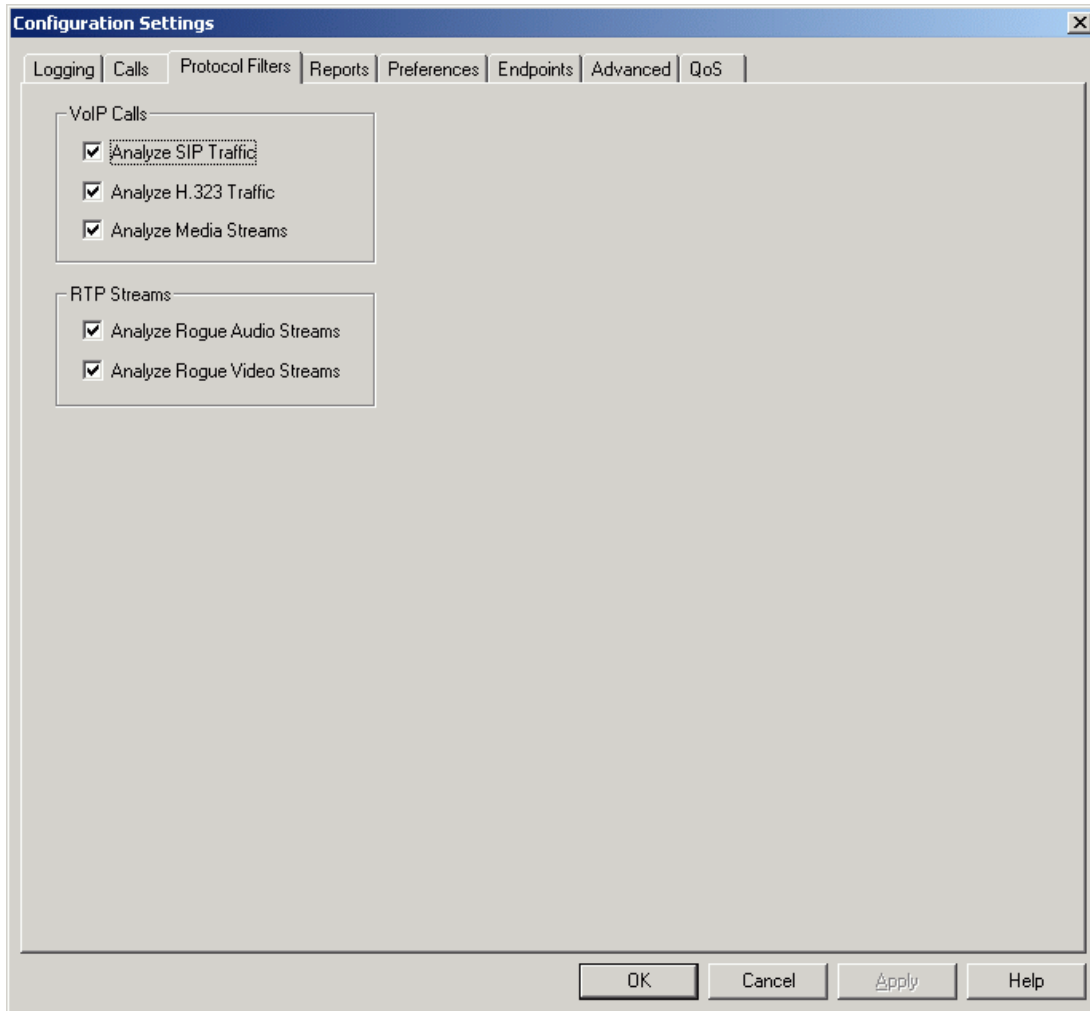 Configuration Settings
Logging Calls Protocol Filters Reports Preferences Endpoints Advanced QoS
VoIP Calls
Analyze SIP Traffic
Analyze H.323 Traffic
Analyze Media Streams
RTP Streams
Analyze Rogue Audio Streams
Analyze Rogue Video Streams
OK Cancel Apply Help